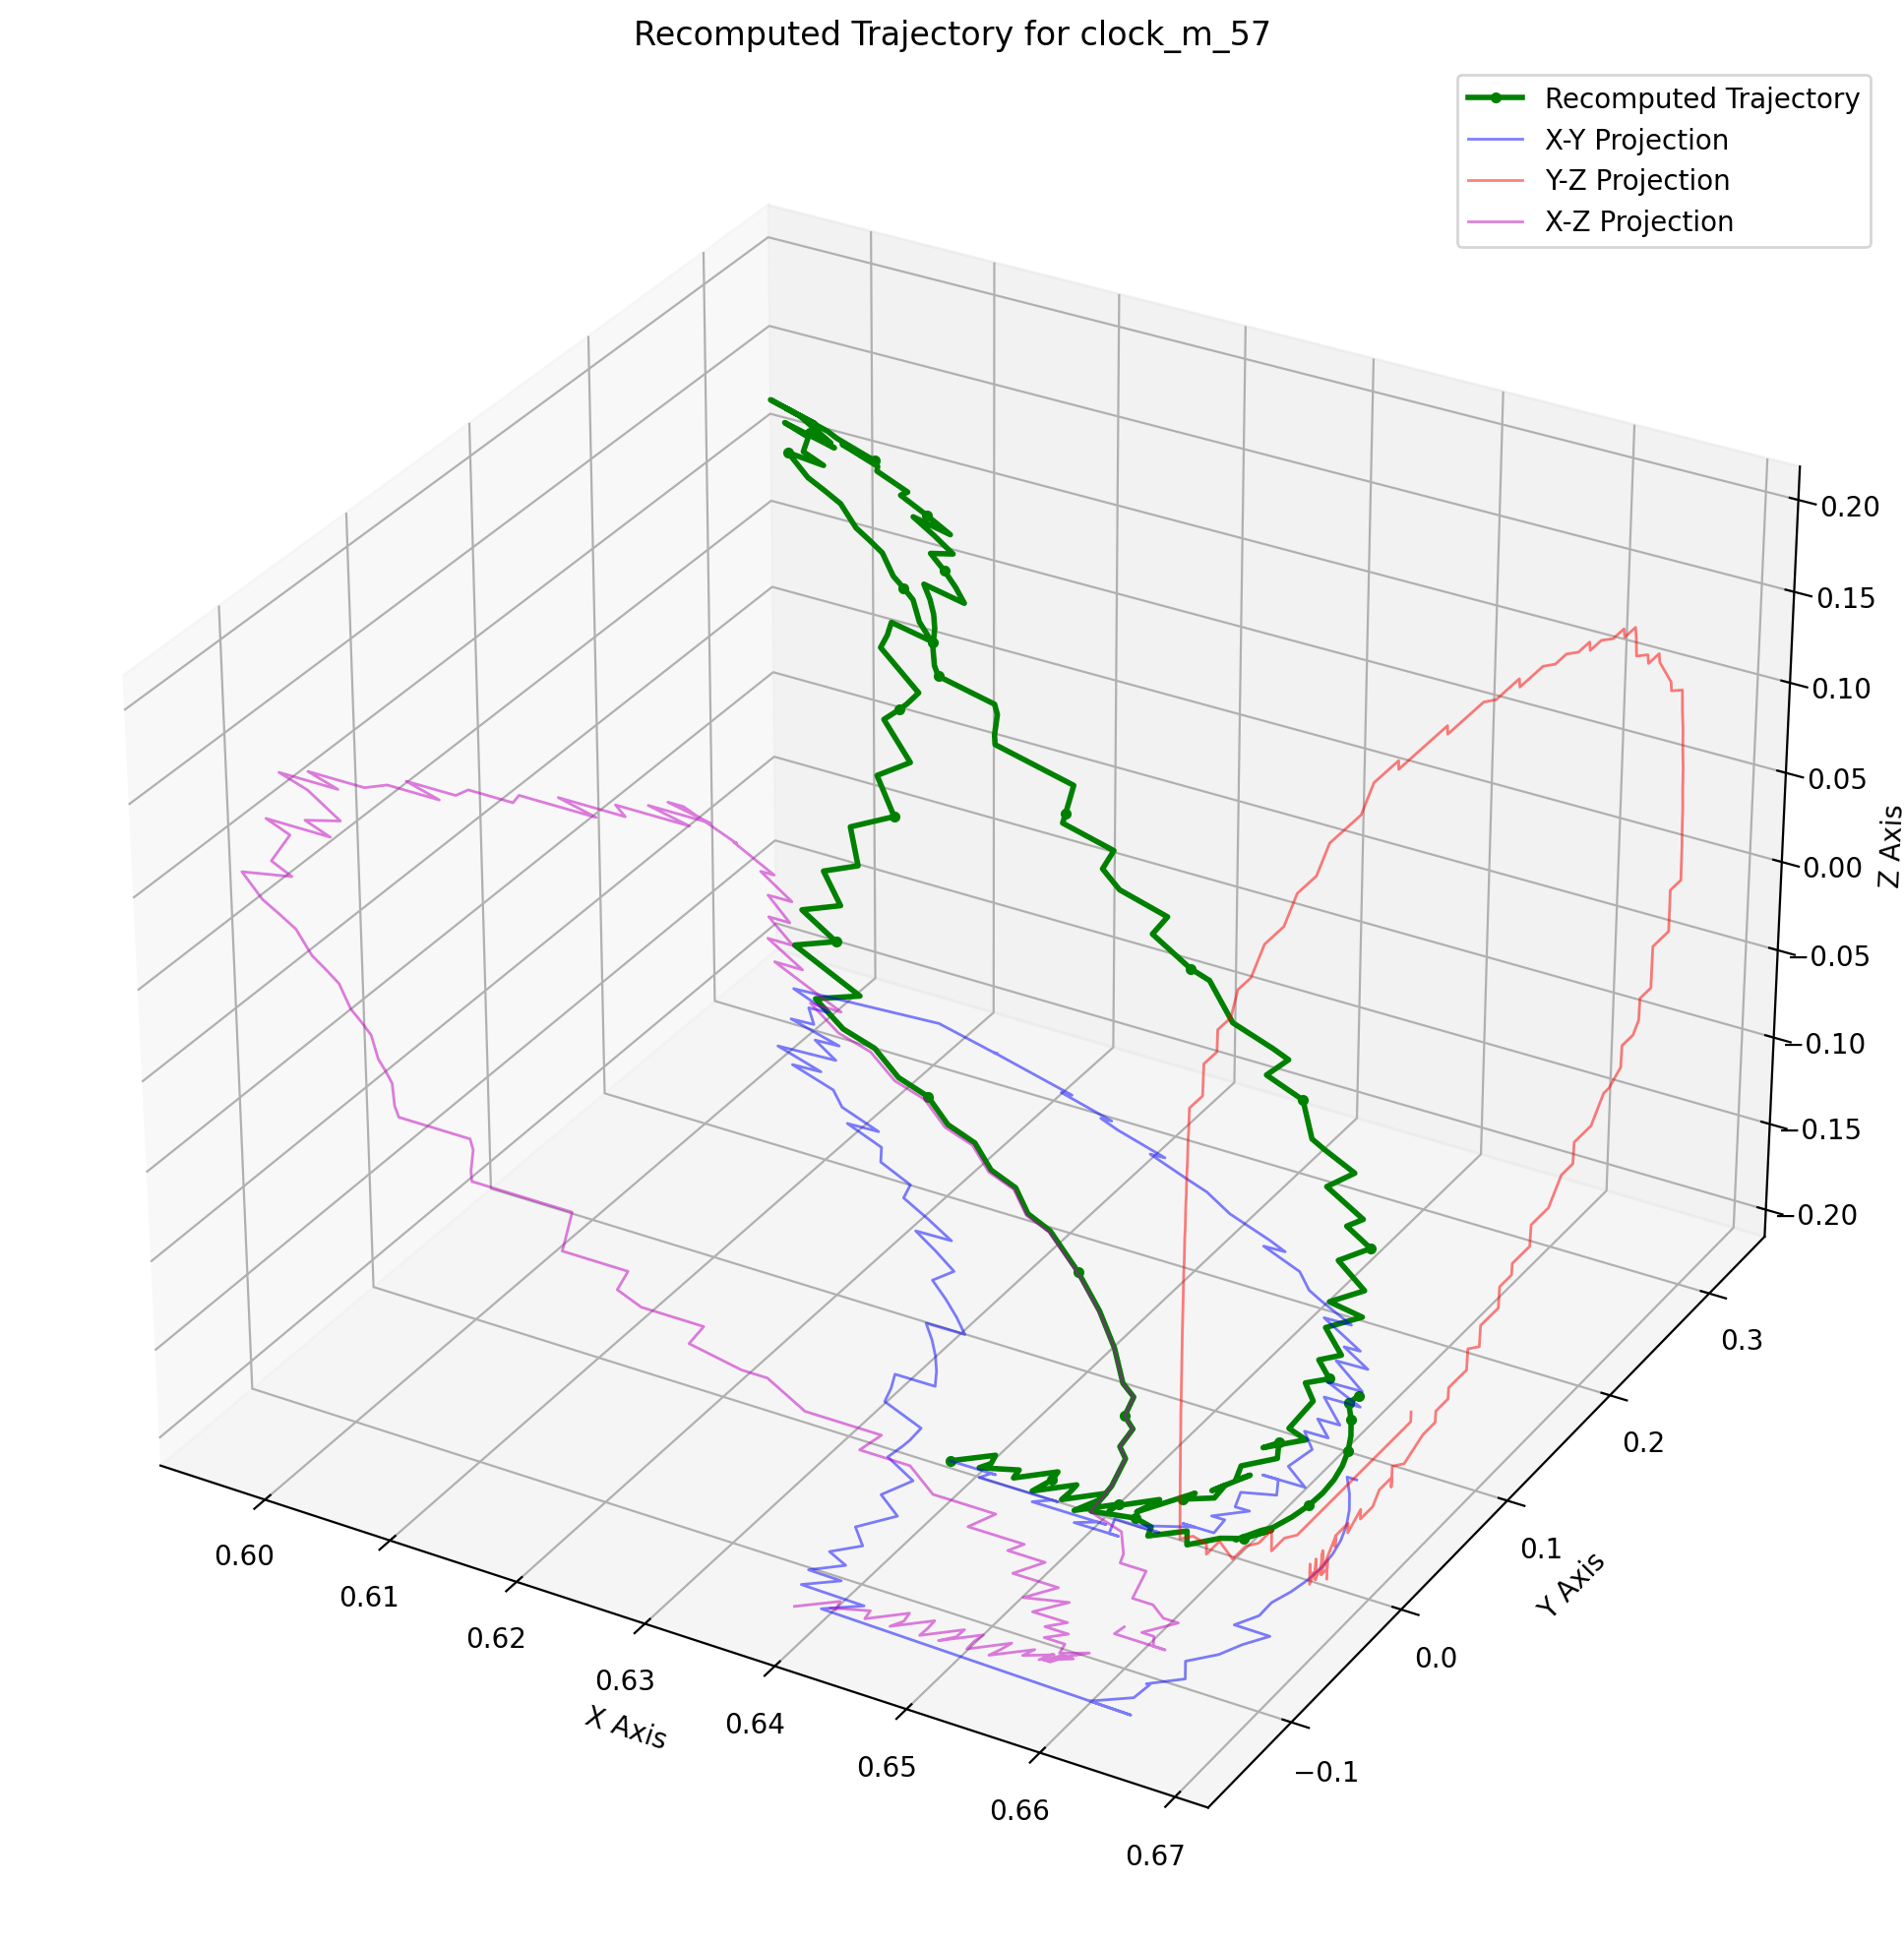 Recomputed Trajectory for clock_m_57
Recomputed Trajectory
X-Y Projection
Y-Z Projection
X-Z Projection
0.20
0.15
0.10
0.05
0.00
−0.05
−0.10
−0.15
−0.20
Z Axis
0.3
0.2
0.1
0.0
−0.1
Y Axis
0.60
0.61
0.62
0.63
0.64
0.65
0.66
0.67
X Axis